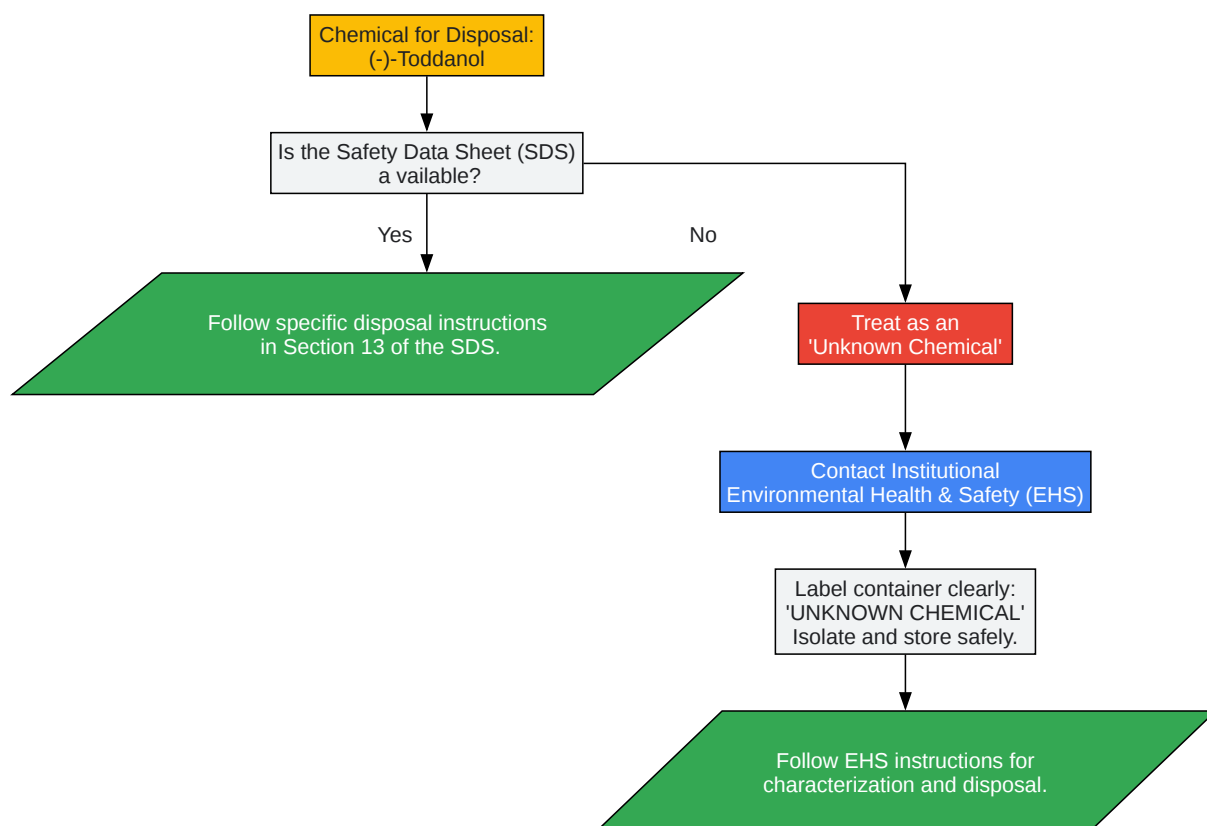 Chemical for Disposal:
(-)-Toddanol
Is the Safety Data Sheet (SDS)
a vailable?
Yes
No
Follow specific disposal instructions
in Section 13 of the SDS.
Treat as an
'Unknown Chemical'
Contact Institutional
Environmental Health & Safety (EHS)
Label container clearly:
'UNKNOWN CHEMICAL'
Isolate and store safely.
Follow EHS instructions for
characterization and disposal.